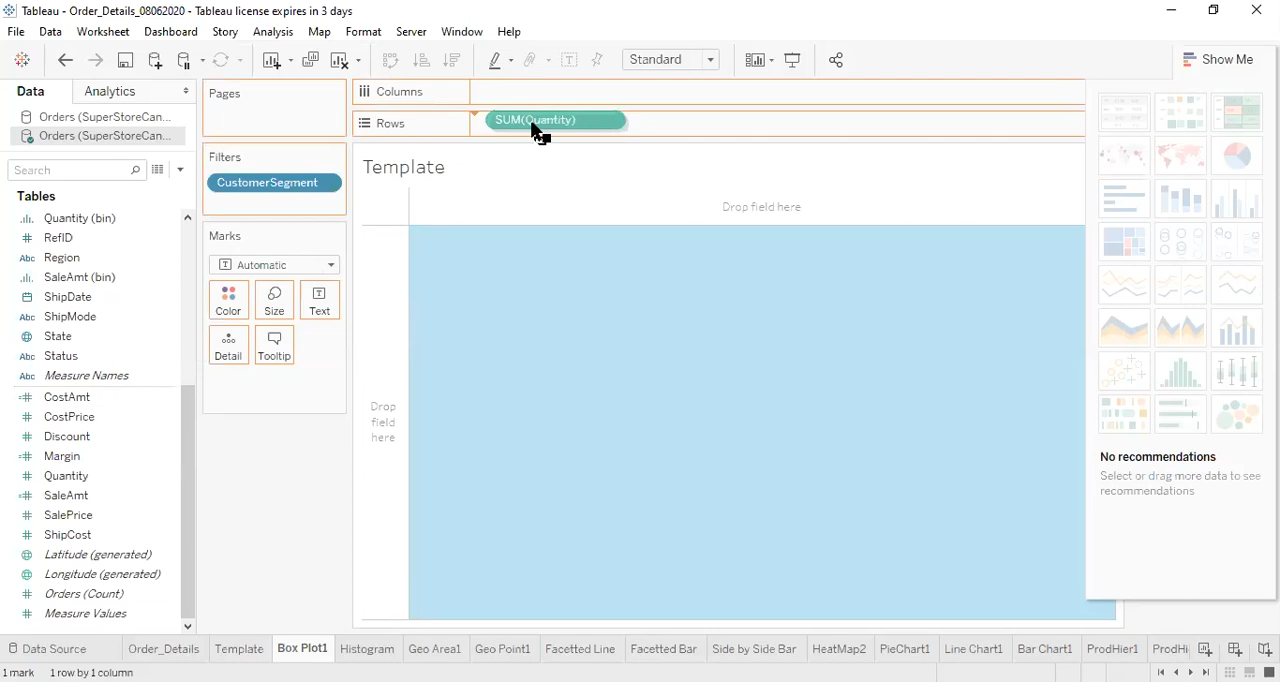 Tableau - Order_Details_08062020 - Tableau license expires in 3 days
File Data Worksheet Dashboard Story Analysis Map Format Server Window Help
Standard
Show Me
Data Analytics
Orders (SuperStoreCan...
Orders (SuperStoreCan...
Search
Tables
Quantity (bin)
# RefID
Abc Region
SaleAmt (bin)
ShipDate
Abc ShipMode
State
Abc Status
Abc Measure Names
=# CostAmt
# CostPrice
# Discount
=# Margin
# Quantity
=# SaleAmt
# SalePrice
# ShipCost
Latitude (generated)
Longitude (generated)
# Orders (Count)
# Measure Values
Pages
Filters
CustomerSegment
Marks
T Automatic
Color Size Text
Detail Tooltip
Columns
Rows SUM(Quantity)
Template
Drop field here
Drop
field
here
No recommendations
Select or drag more data to see
recommendations
Data Source Order_Details Template Box Plot1 Histogram Geo Area1 Geo Point1 Facetted Line Facetted Bar Side by Side Bar HeatMap2 PieChart1 Line Chart1 Bar Chart1 ProdHier1 ProdHi
1 mark 1 row by 1 column